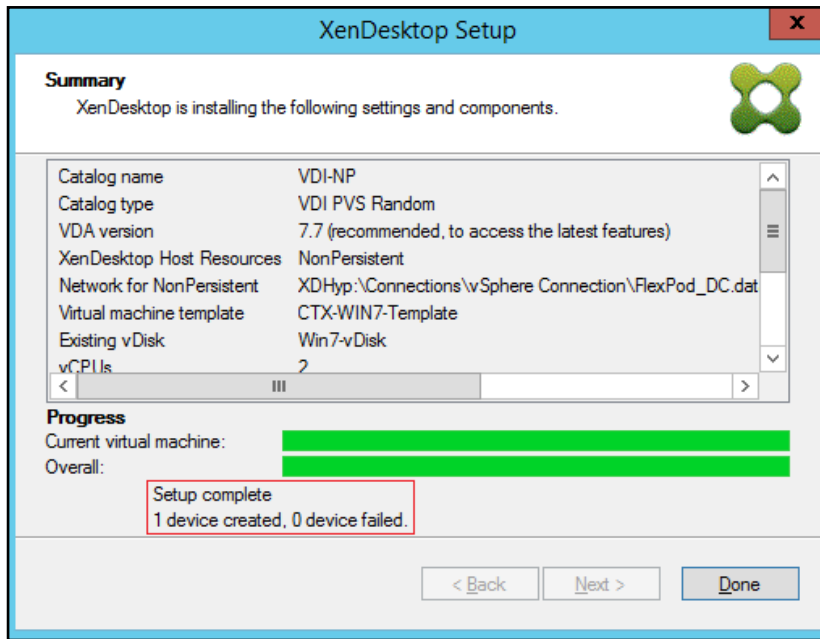 XenDesktop Setup
x
Summary
XenDesktop is installing the following settings and components.
Catalog name VDI-NP
Catalog type VDI PVS Random
VDA version 7.7 (recommended, to access the latest features)
XenDesktop Host Resources NonPersistent
Network for NonPersistent XDHyp:\Connections\vSphere Connection\FlexPod_DC.dat
Virtual machine template CTX-WIN7-Template
Existing vDisk Win7-vDisk
vCPUs 2
Progress
Current virtual machine:
Overall:
Setup complete
1 device created, 0 device failed.
< Back Next > Done